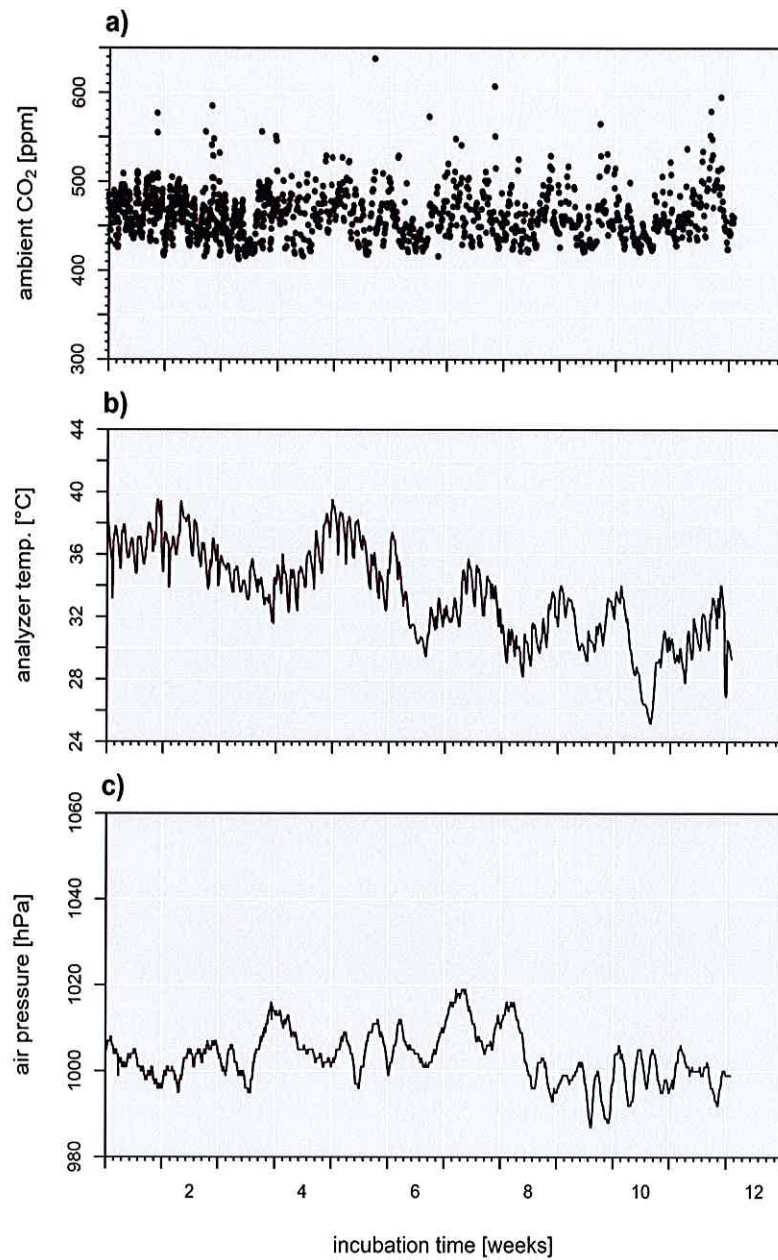 a)
ambient CO₂ [ppm]
600
500
400
300
b)
analyzer temp. [°C]
44
40
36
32
28
24
c)
air pressure [hPa]
1060
1040
1020
1000
980
2 4 6 8 10 12
incubation time [weeks]